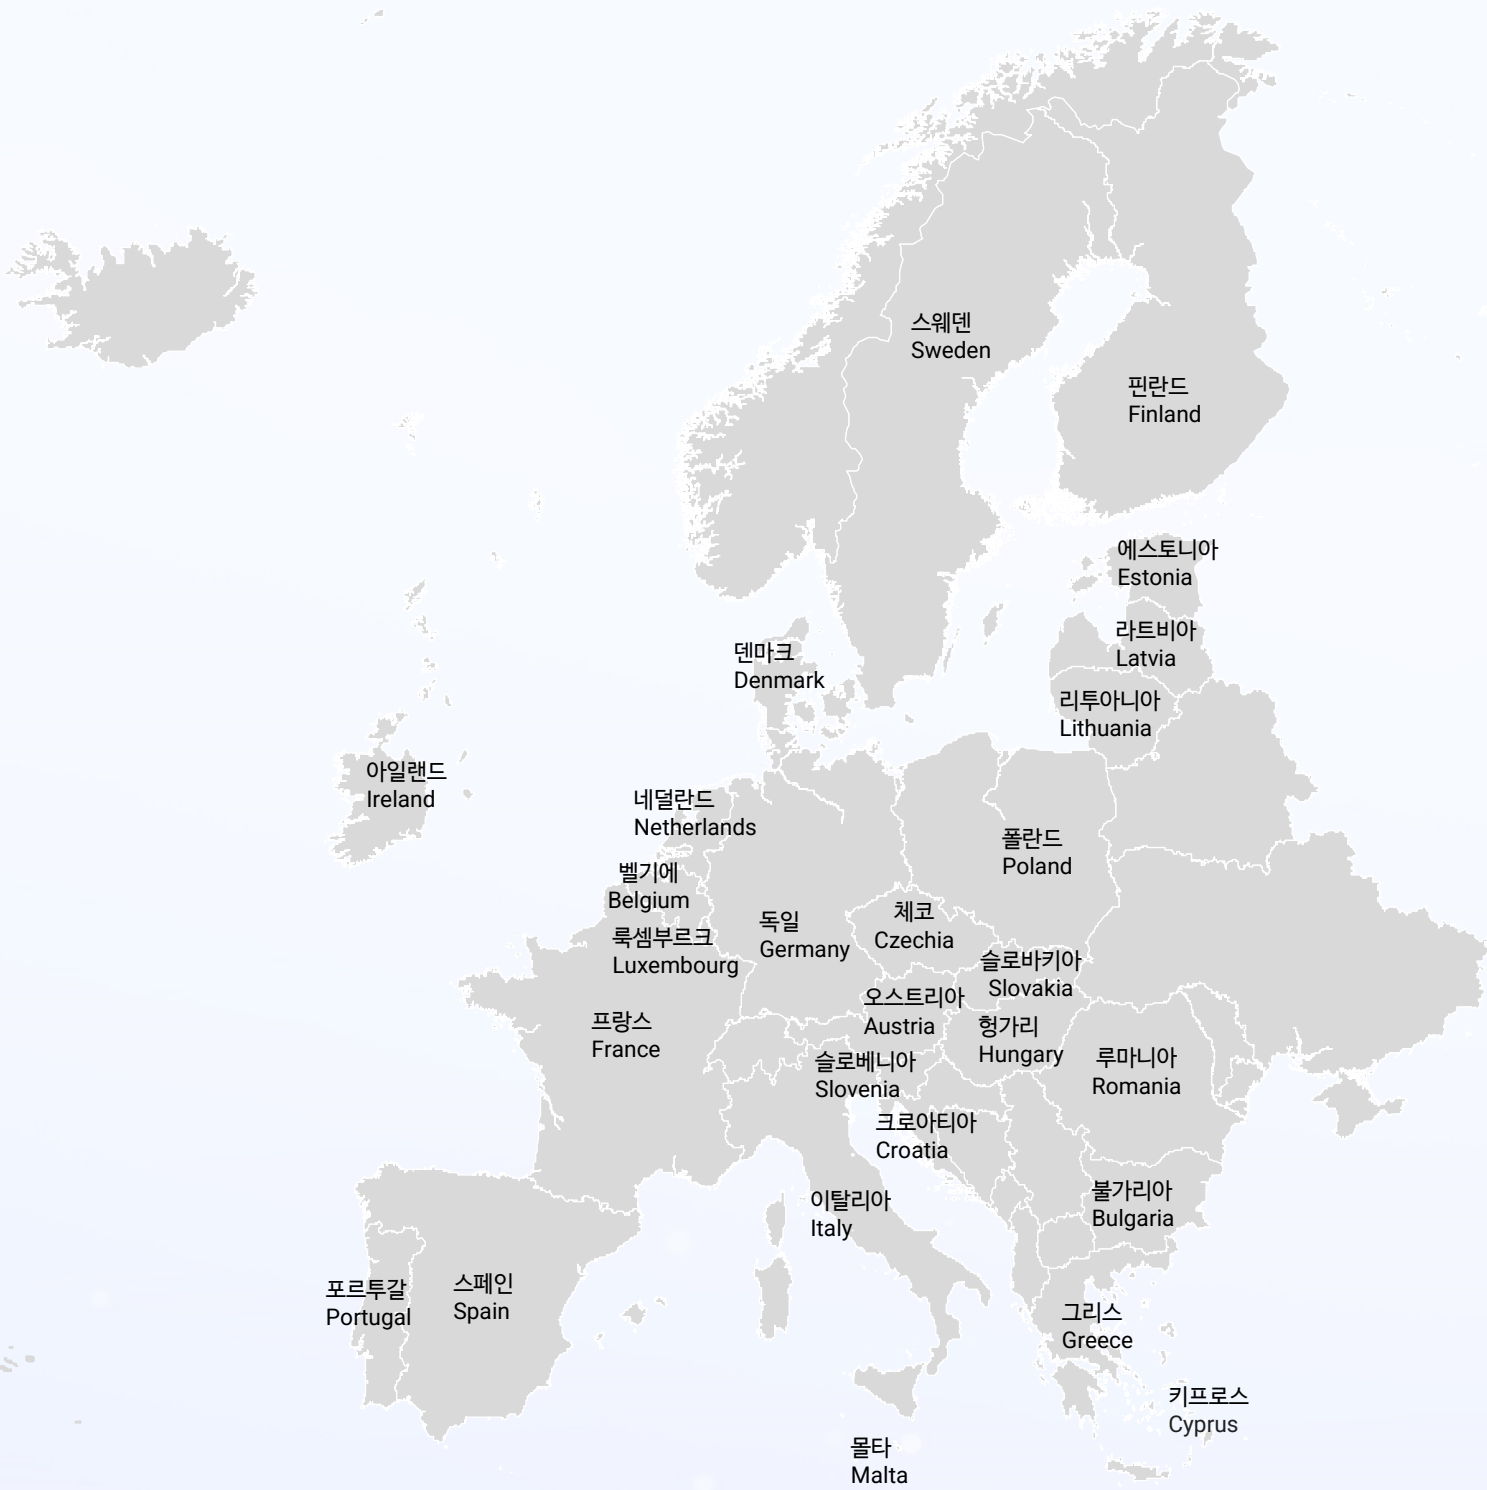 스웨덴
Sweden
핀란드
Finland
에스토니아
Estonia
라트비아
Latvia
덴마크
Denmark
리투아니아
Lithuania
아일랜드
Ireland
네덜란드
Netherlands
폴란드
Poland
벨기에
Belgium
체코
Czechia
독일
Germany
룩셈부르크
Luxembourg
슬로바키아
Slovakia
오스트리아
Austria
헝가리
Hungary
프랑스
France
루마니아
Romania
슬로베니아
Slovenia
크로아티아
Croatia
불가리아
Bulgaria
이탈리아
Italy
포르투갈
Portugal
스페인
Spain
그리스
Greece
키프로스
Cyprus
몰타
Malta